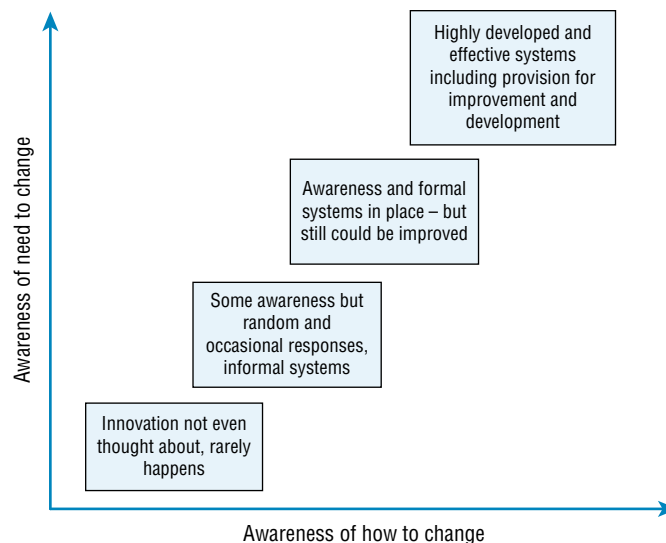 Highly developed and
effective systems
including provision for
improvement and
development
Awareness and formal
systems in place – but
still could be improved
Some awareness but
random and
occasional responses,
informal systems
Innovation not even
thought about, rarely
happens
Awareness of need to change
Awareness of how to change